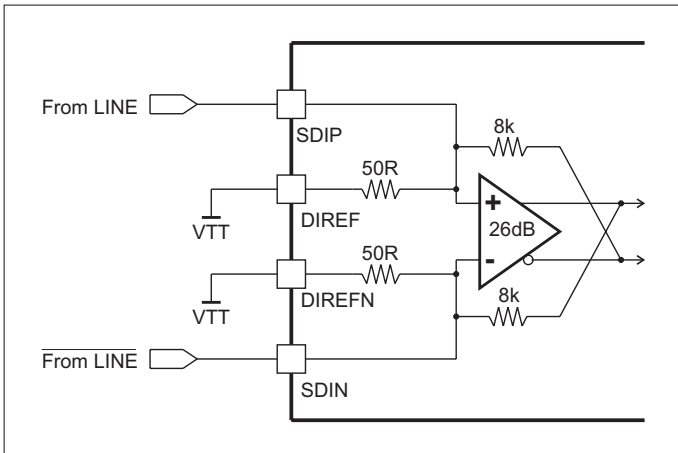 From LINE
SDIP
8k
50R
VTT
DIREF
+
26dB
-
50R
VTT
DIREFN
8k
From LINE
SDIN